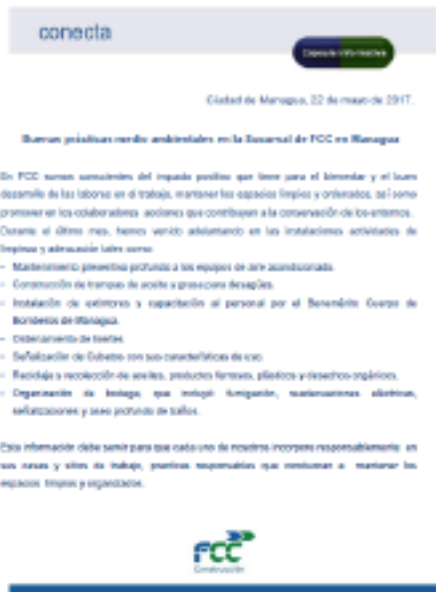 conecta
Cápsula Informativa
Ciudad de Managua, 22 de mayo de 2017.
Buenas prácticas medio ambientales en la Sucursal de FCC en Managua
En FCC somos conscientes del impacto positivo que tiene para el bienestar y el buen
desarrollo de las labores en el trabajo, mantener los espacios limpios y ordenados, así como
promover en los colaboradores acciones que contribuyen a la conservación de los entornos.
Durante el último mes, hemos venido adelantando en las instalaciones actividades de
limpieza y adecuación tales como:
- Mantenimiento preventivo profundo a los equipos de aire acondicionado.
- Construcción de trampas de aceite y grasa para desagües.
- Instalación de extintores y capacitación al personal por el Benemérito Cuerpo de
Bomberos de Managua.
- Ordenamiento de
- Señalización de Cubetos con sus características de uso.
- Reciclaje y recolección de aceites, productos ferrosos, plásticos y desechos orgánicos.
- Organización de bodega, que incluyó fumigación, eléctricas,
señalizaciones y aseo profundo de
Esta información debe servir para que cada uno de nosotros incorpore responsablemente en
sus casas y sitios de trabajo, practicas responsables que conduzcan a mantener los
espacios limpios y organizados.
FCC
Construcción